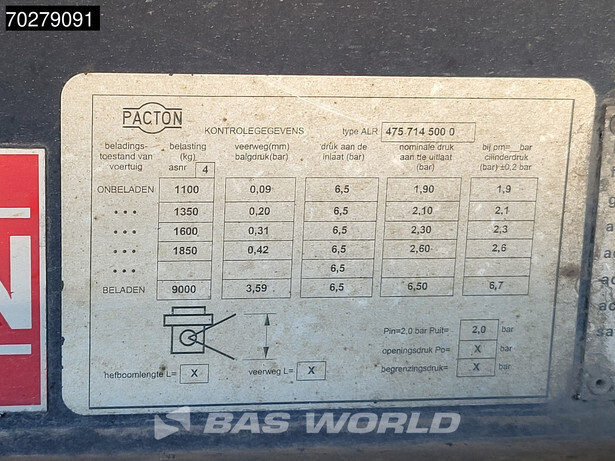 70279091
PACTON
KONTROLEGEGEVENS type ALR 475 714 500 0
beladings- toestand van voertuig
belasting (kg) asnr 4
veerweg(mm) balgdruk(bar)
druk aan de inlaat (bar)
nominale druk aan de uitlaat (bar)
bij pm=__ bar cilinderdruk (bar) ±0,2 bar
ONBELADEN 1100 0,09 6,5 1,90 1,9
• • • 1350 0,20 6,5 2,10 2,1
• • • 1600 0,31 6,5 2,30 2,3
• • • 1850 0,42 6,5 2,60 2,6
• • • 6,5
BELADEN 9000 3,59 6,5 6,50 6,7
Pin=2,0 bar Puit= 2,0 bar
openingsdruk Po= X bar
hefboomlengte L= X veerweg L= X begrenzingsdruk= X bar
BAS WORLD